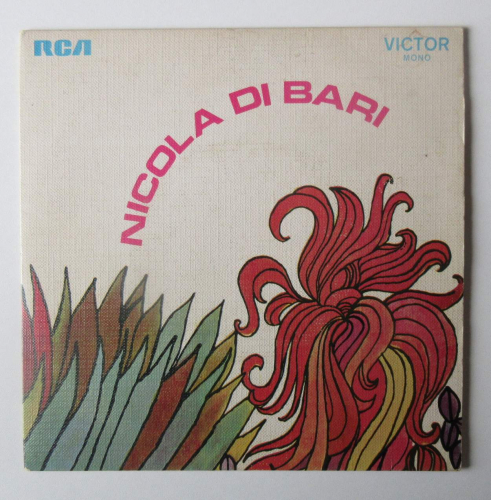 RCA
VICTOR
MONO
NICOLA DI BARI